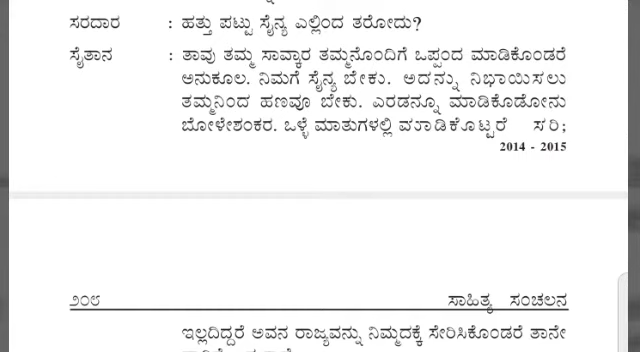 ಸರದಾರ : ಹತ್ತು ಪಟ್ಟು ಸೈನ್ಯ ಎಲ್ಲಿಂದ ತರೋದು?
ಸೈತಾನ : ತಾವು ತಮ್ಮ ಸಾವ್ಕಾರ ತಮ್ಮನೊಂದಿಗೆ ಒಪ್ಪಂದ ಮಾಡಿಕೊಂಡರೆ
ಅನುಕೂಲ. ನಿಮಗೆ ಸೈನ್ಯ ಬೇಕು. ಅದನ್ನು ನಿಭಾಯಿಸಲು
ತಮ್ಮನಿಂದ ಹಣವೂ ಬೇಕು. ಎರಡನ್ನೂ ಮಾಡಿಕೊಡೋನು
ಬೋಳೇಶಂಕರ. ಒಳ್ಳೆ ಮಾತುಗಳಲ್ಲಿ ಮಾಡಿಕೊಟ್ಟರೆ ಸರಿ;
2014 - 2015
೨೦೮ ಸಾಹಿತ್ಯ ಸಂಚಲನ
ಇಲ್ಲದಿದ್ದರೆ ಅವನ ರಾಜ್ಯವನ್ನು ನಿಮ್ಮದಕ್ಕೆ ಸೇರಿಸಿಕೊಂಡರೆ ತಾನೇ